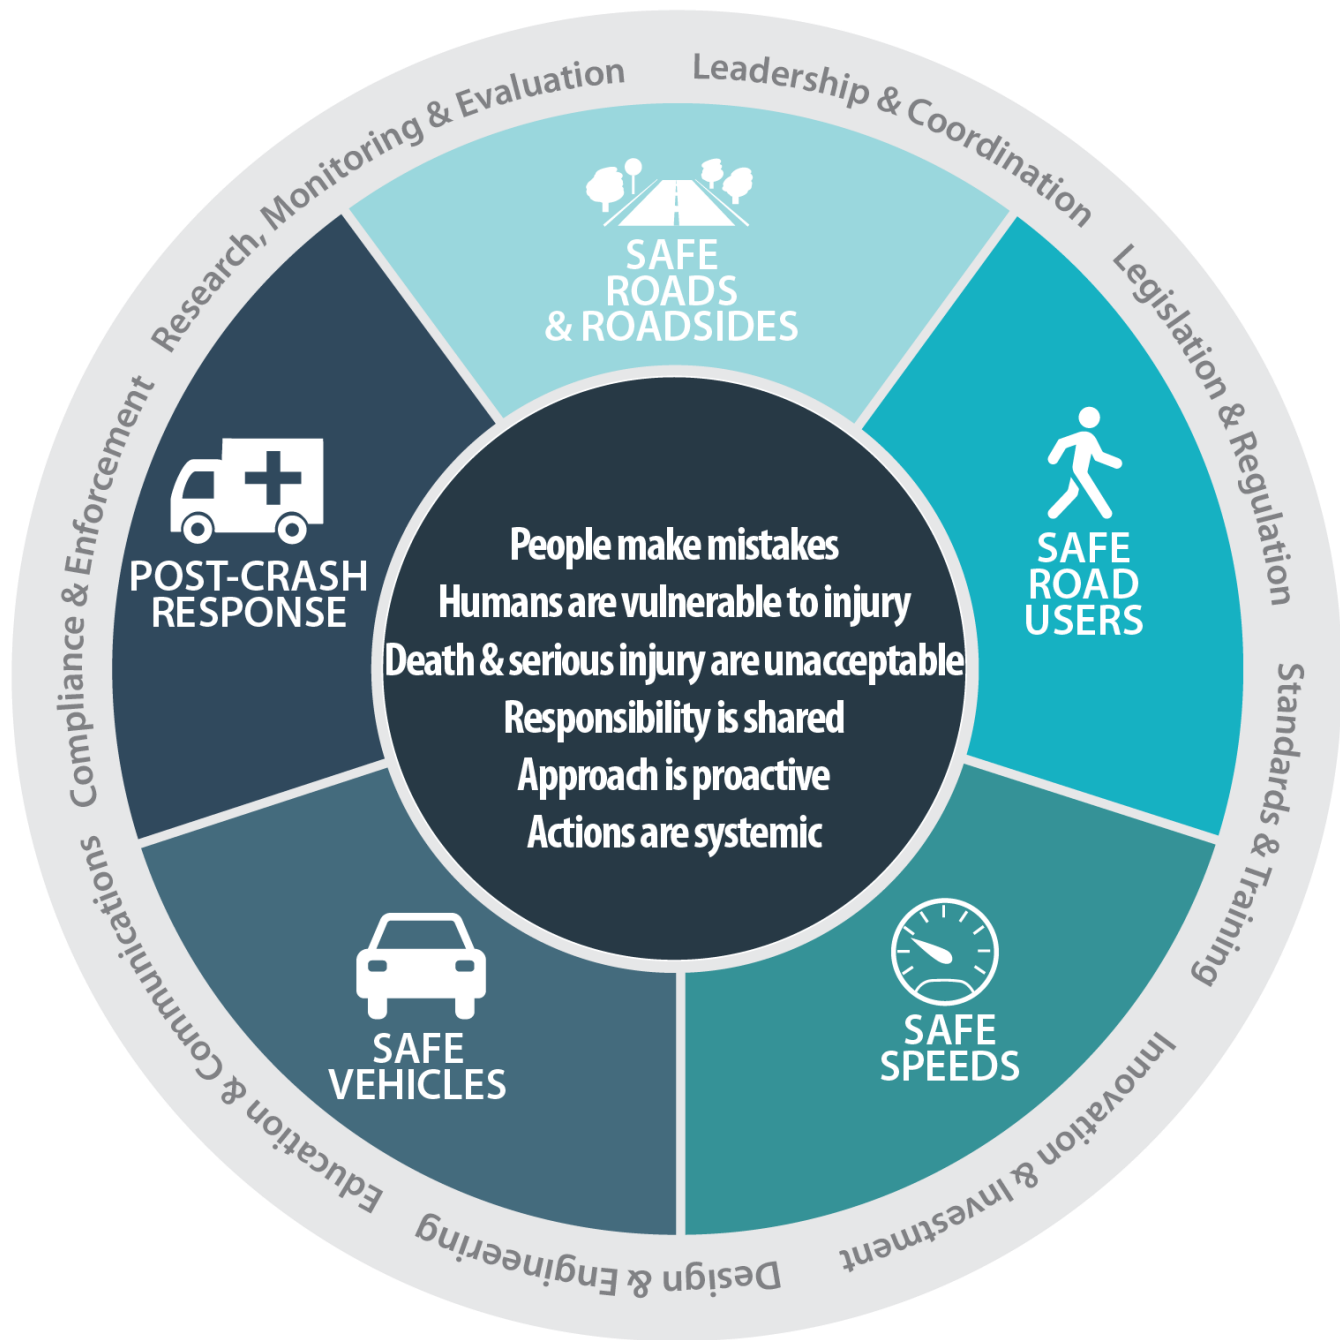 Leadership & Coordination
Legislation & Regulation
Standards & Training
Innovation & Investment
Design & Engineering
Education & Communications
Compliance & Enforcement
Research, Monitoring & Evaluation
SAFE
ROADS
& ROADSIDES
SAFE
ROAD
USERS
SAFE
SPEEDS
SAFE
VEHICLES
POST-CRASH
RESPONSE
People make mistakes
Humans are vulnerable to injury
Death & serious injury are unacceptable
Responsibility is shared
Approach is proactive
Actions are systemic